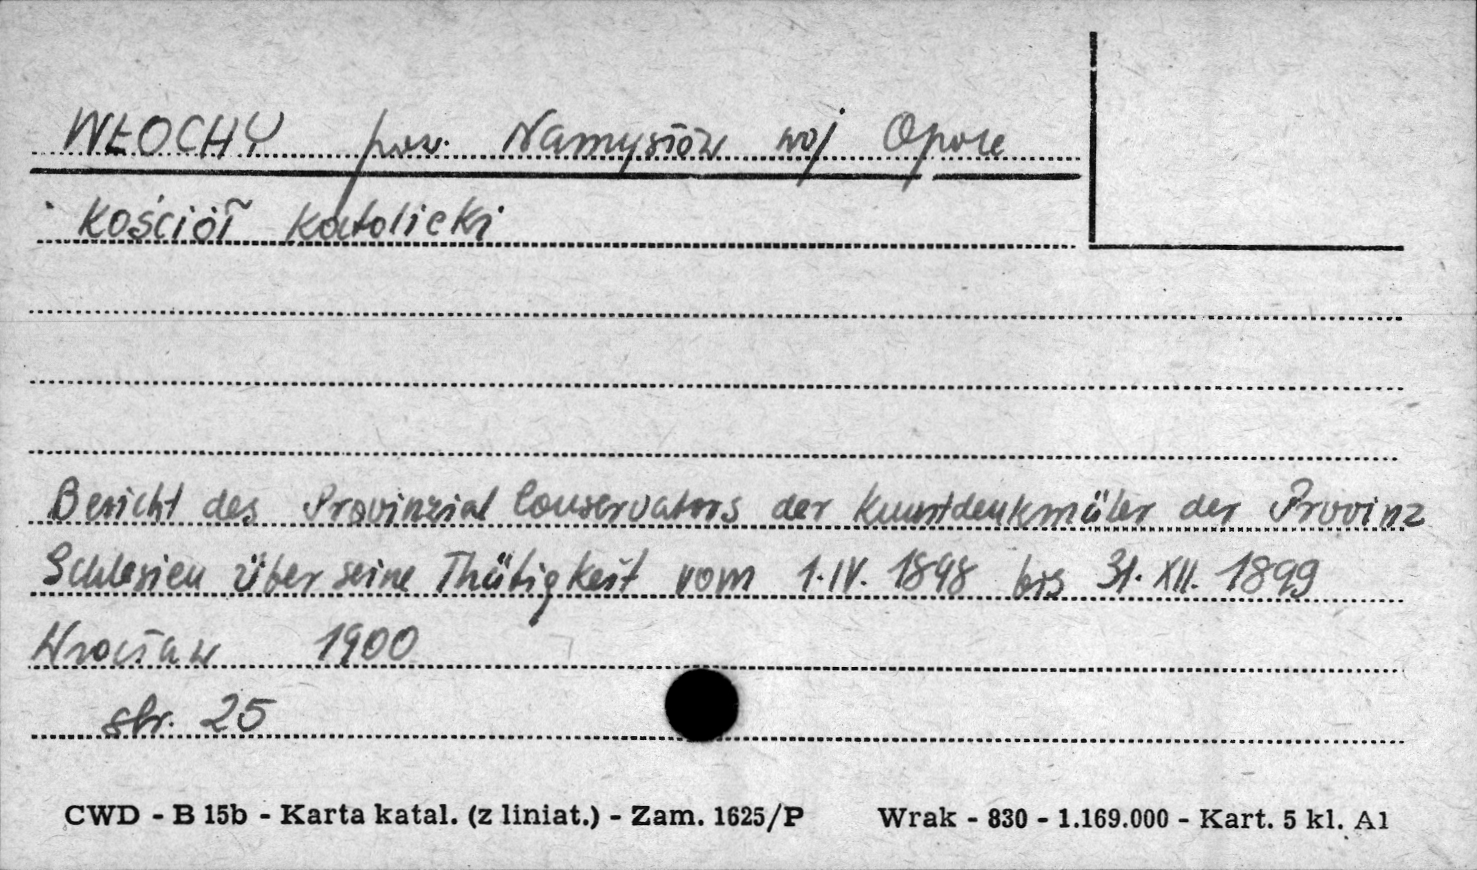 WŁOCHY pow. Namysłów woj Opole
Kościół katolicki
Bericht des Provinzial Conservators der Kunstdenkmäler der Provinz
Schlesien über seine Thätigkeit vom 1.IV. 1898 bis 31. XII. 1899
Wrocław 1900
str. 25
CWD - B 15b - Karta katal. (z liniat.) - Zam. 1625/P Wrak - 830 - 1.169.000 - Kart. 5 kl. A1